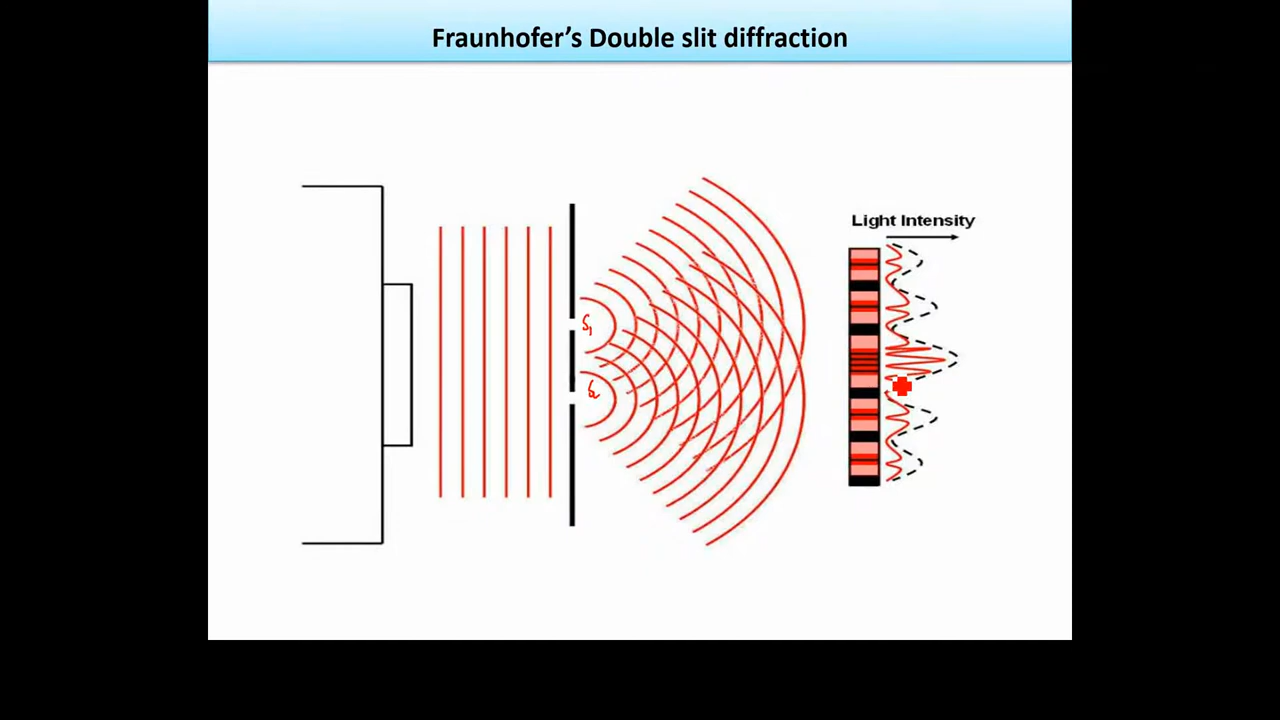 Fraunhofer’s Double slit diffraction
Light Intensity
S₁
S₂